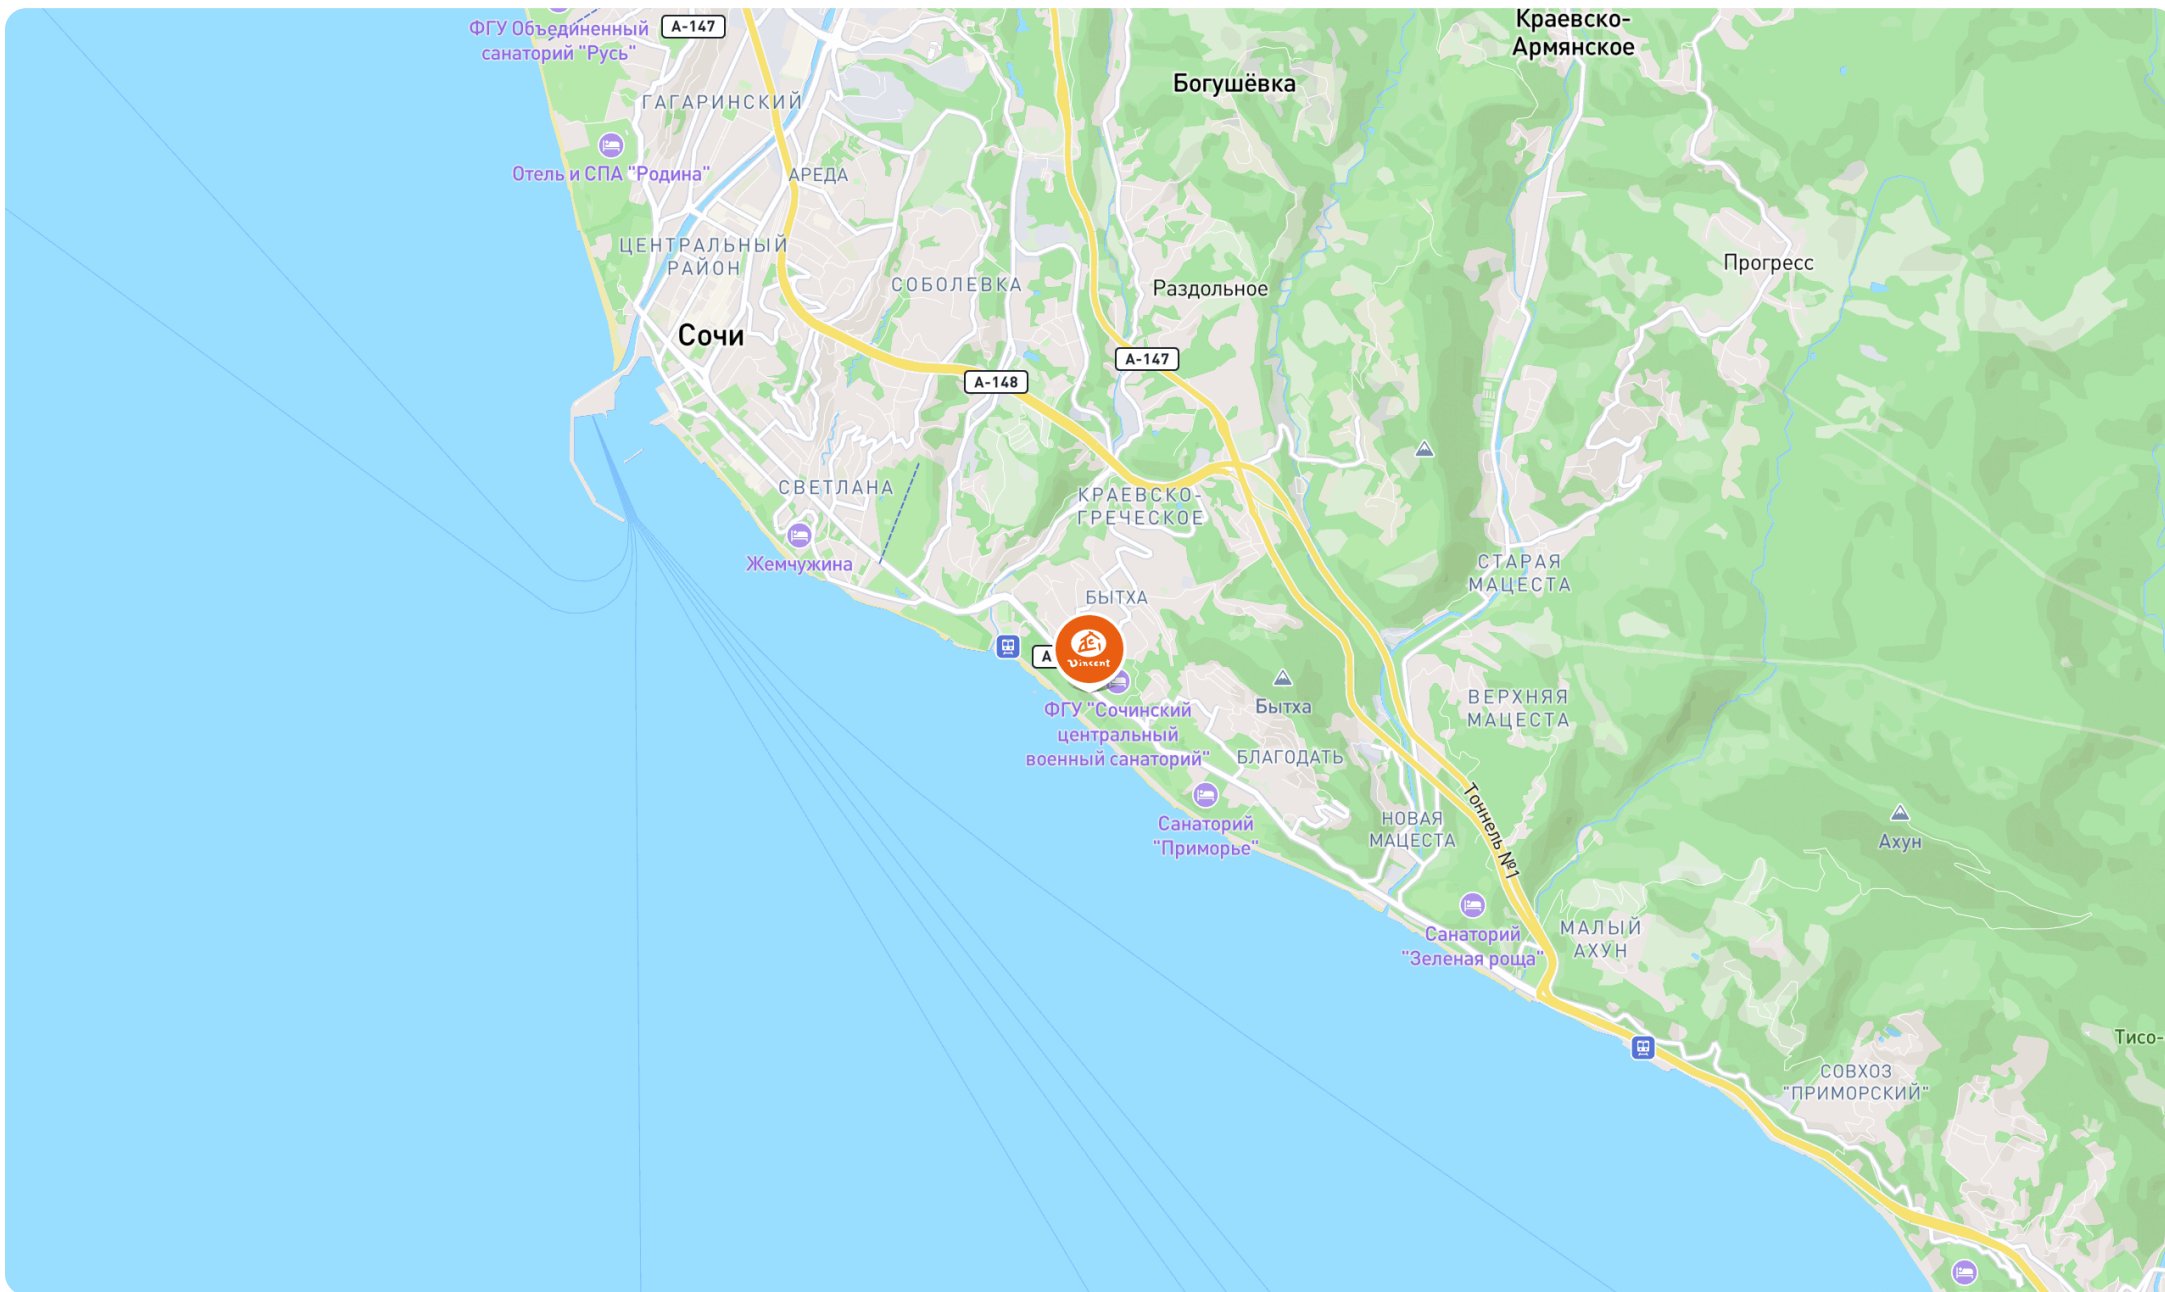 ФГУ Объединенный
санаторий "Русь"
А-147
Краевско-
Армянское
Богушёвка
ГАГАРИНСКИЙ
Отель и СПА "Родина"
АРЕДА
ЦЕНТРАЛЬНЫЙ
РАЙОН
СОБОЛЕВКА
Раздольное
Прогресс
Сочи
А-147
А-148
СВЕТЛАНА
КРАЕВСКО-
ГРЕЧЕСКОЕ
Жемчужина
СТАРАЯ
МАЦЕСТА
БЫТХА
А
Vincent
ФГУ "Сочинский
центральный
военный санаторий"
Бытха
ВЕРХНЯЯ
МАЦЕСТА
БЛАГОДАТЬ
Санаторий
"Приморье"
НОВАЯ
МАЦЕСТА
Тоннель №1
Ахун
Санаторий
"Зеленая роща"
МАЛЫЙ
АХУН
Тисо-
СОВХОЗ
"ПРИМОРСКИЙ"